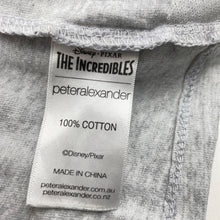 Disney · PIXAR
THE INCREDIBLES
peteralexander
100% COTTON
©Disney/Pixar
MADE IN CHINA
peteralexander.com.au
peteralexander.co.nz